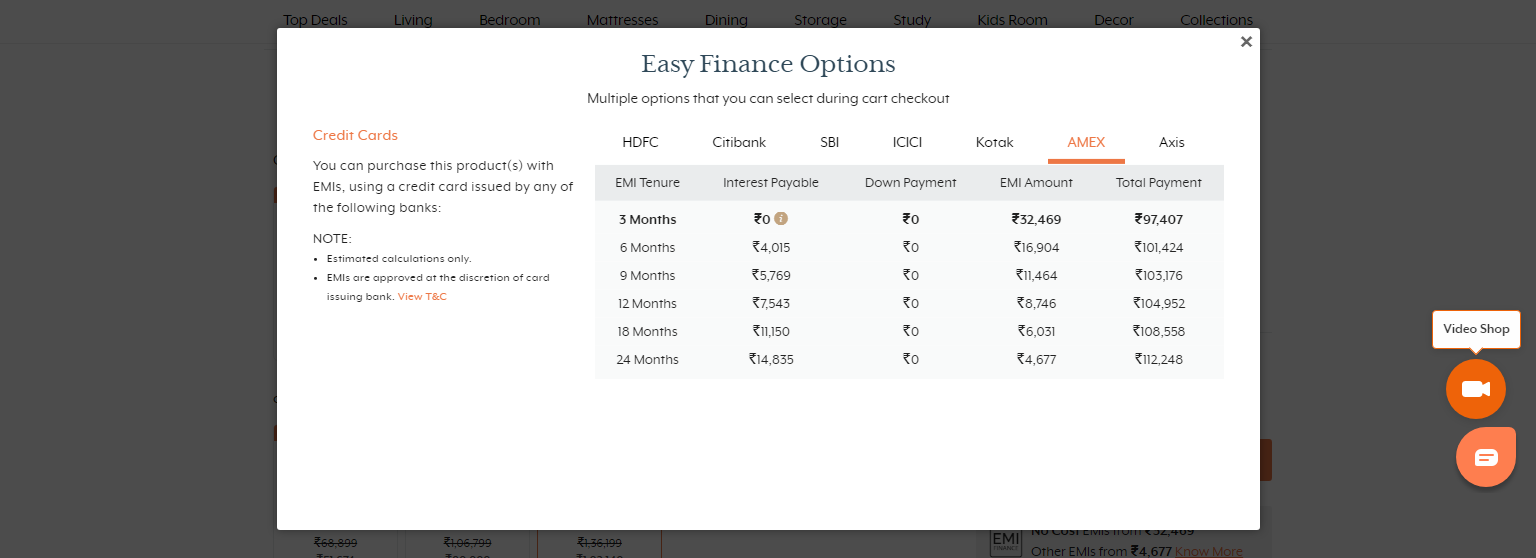 Top Deals Living Bedroom Mattresses Dining Storage Study Kids Room Decor Collections
×
Easy Finance Options
Multiple options that you can select during cart checkout
Credit Cards
You can purchase this product(s) with
EMIs, using a credit card issued by any of
the following banks:
NOTE:
• Estimated calculations only.
• EMIs are approved at the discretion of card
issuing bank. View T&C
HDFC Citibank SBI ICICI Kotak AMEX Axis
EMI Tenure Interest Payable Down Payment EMI Amount Total Payment
3 Months ₹0 i ₹0 ₹32,469 ₹97,407
6 Months ₹4,015 ₹0 ₹16,904 ₹101,424
9 Months ₹5,769 ₹0 ₹11,464 ₹103,176
12 Months ₹7,543 ₹0 ₹8,746 ₹104,952
18 Months ₹11,150 ₹0 ₹6,031 ₹108,558
24 Months ₹14,835 ₹0 ₹4,677 ₹112,248
Video Shop
₹68,899 ₹1,06,799 ₹1,36,199
EMI
FINANCE
No Cost EMIs from ₹32,469
Other EMIs from ₹4,677 Know More